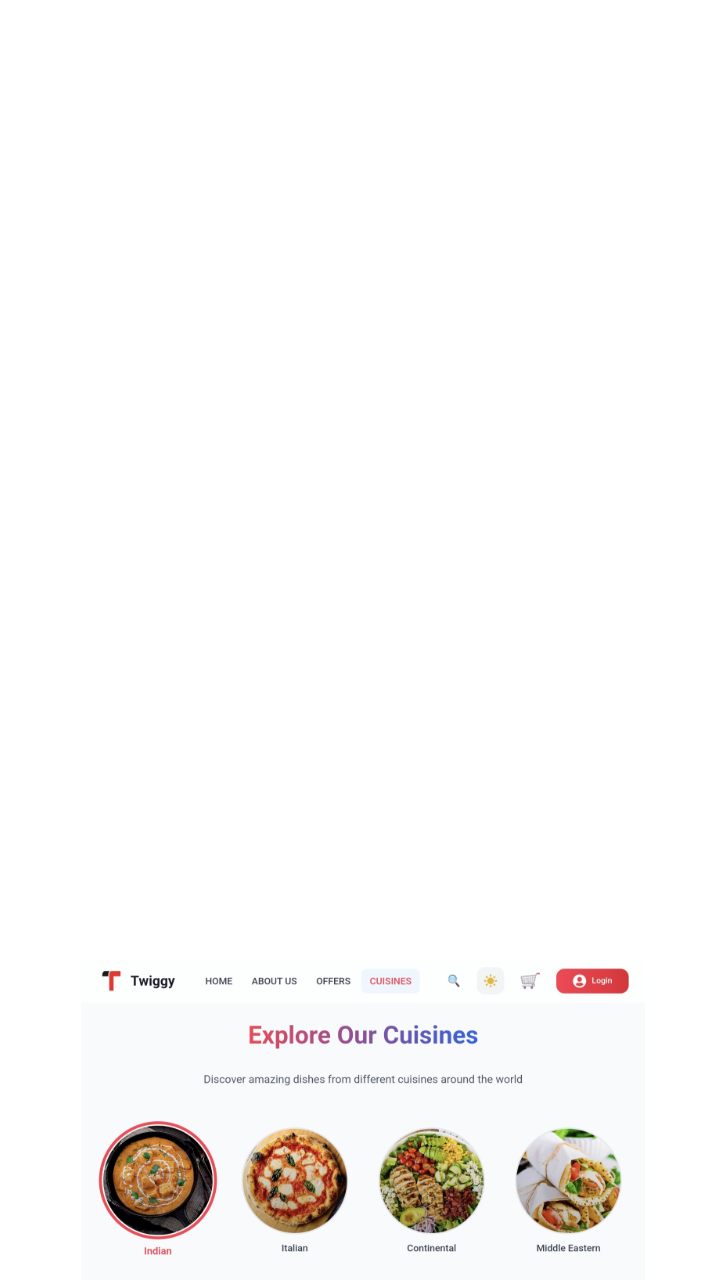 Twiggy HOME ABOUT US OFFERS CUISINES Login
Explore Our Cuisines
Discover amazing dishes from different cuisines around the world
Indian Italian Continental Middle Eastern